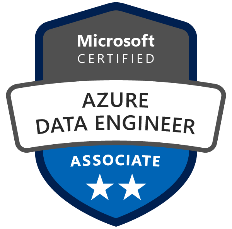 Microsoft
CERTIFIED
AZURE
DATA ENGINEER
ASSOCIATE